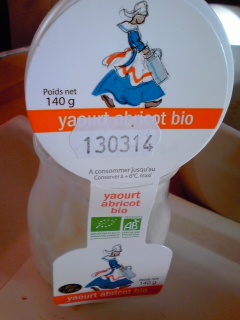 Poids net
140 g
yaourt abricot bio
130314
A consommer jusqu'au
Conserver à + 6°C maxi
yaourt
abricot
bio
AB
140 g
yaourt abricot bio